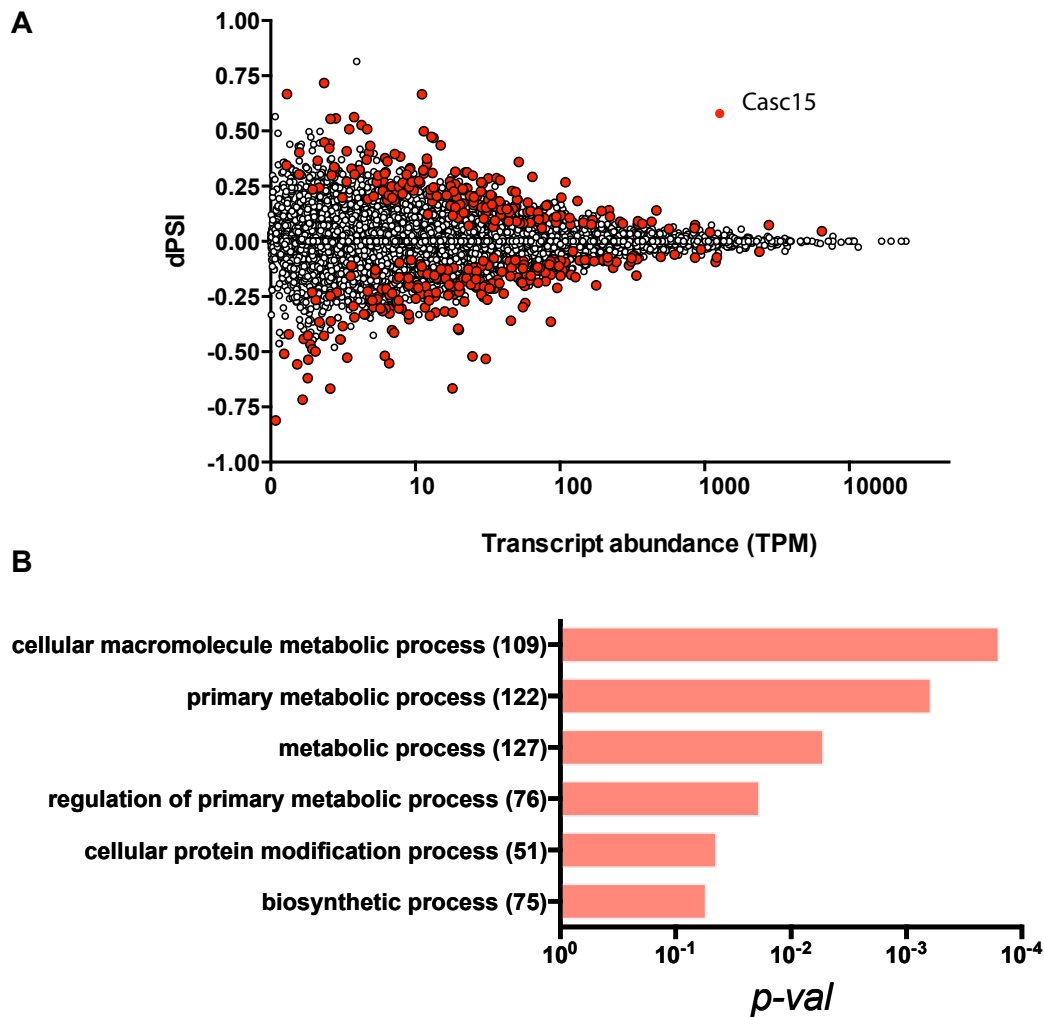 A
1.00
0.75
0.50
0.25
0.00
-0.25
-0.50
-0.75
-1.00
dPSI
Casc15
0 10 100 1000 10000
Transcript abundance (TPM)
B
cellular macromolecule metabolic process (109)
primary metabolic process (122)
metabolic process (127)
regulation of primary metabolic process (76)
cellular protein modification process (51)
biosynthetic process (75)
10⁰ 10⁻¹ 10⁻² 10⁻³ 10⁻⁴
p-val